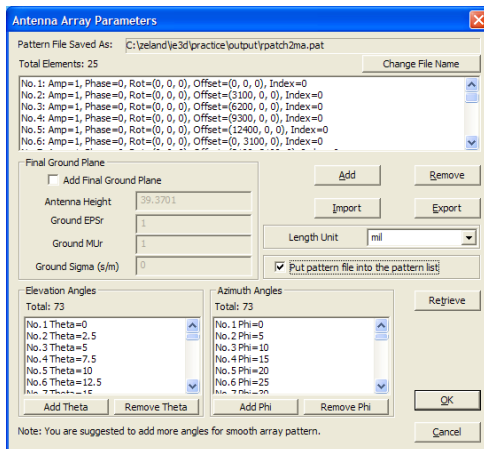 Antenna Array Parameters
Pattern File Saved As: C:\zeland\ie3d\practice\output\rpatch2ma.pat
Total Elements: 25
Change File Name
No.1: Amp=1, Phase=0, Rot=(0, 0, 0), Offset=(0, 0, 0), Index=0
No.2: Amp=1, Phase=0, Rot=(0, 0, 0), Offset=(3100, 0, 0), Index=0
No.3: Amp=1, Phase=0, Rot=(0, 0, 0), Offset=(6200, 0, 0), Index=0
No.4: Amp=1, Phase=0, Rot=(0, 0, 0), Offset=(9300, 0, 0), Index=0
No.5: Amp=1, Phase=0, Rot=(0, 0, 0), Offset=(12400, 0, 0), Index=0
No.6: Amp=1, Phase=0, Rot=(0, 0, 0), Offset=(0, 3100, 0), Index=0
Final Ground Plane
Add Final Ground Plane
Antenna Height 39.3701
Ground EPSr 1
Ground MUr 1
Ground Sigma (s/m) 0
Add Remove
Import Export
Length Unit mil
Put pattern file into the pattern list
Elevation Angles
Total: 73
No.1 Theta=0
No.2 Theta=2.5
No.3 Theta=5
No.4 Theta=7.5
No.5 Theta=10
No.6 Theta=12.5
No.7 Theta=15
Add Theta Remove Theta
Azimuth Angles
Total: 73
No.1 Phi=0
No.2 Phi=5
No.3 Phi=10
No.4 Phi=15
No.5 Phi=20
No.6 Phi=25
No.7 Phi=30
Add Phi Remove Phi
Retrieve
OK
Cancel
Note: You are suggested to add more angles for smooth array pattern.